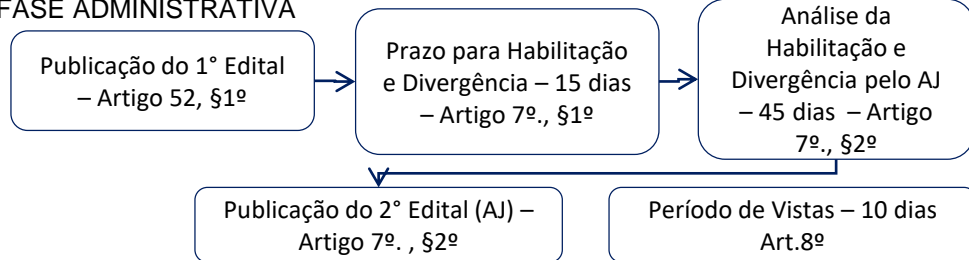 FASE ADMINISTRATIVA
Publicação do 1° Edital
– Artigo 52, §1º
Prazo para Habilitação
e Divergência – 15 dias
– Artigo 7º., §1º
Análise da
Habilitação e
Divergência pelo AJ
– 45 dias – Artigo
7º., §2º
Publicação do 2° Edital (AJ) –
Artigo 7º. , §2º
Período de Vistas – 10 dias
Art.8º